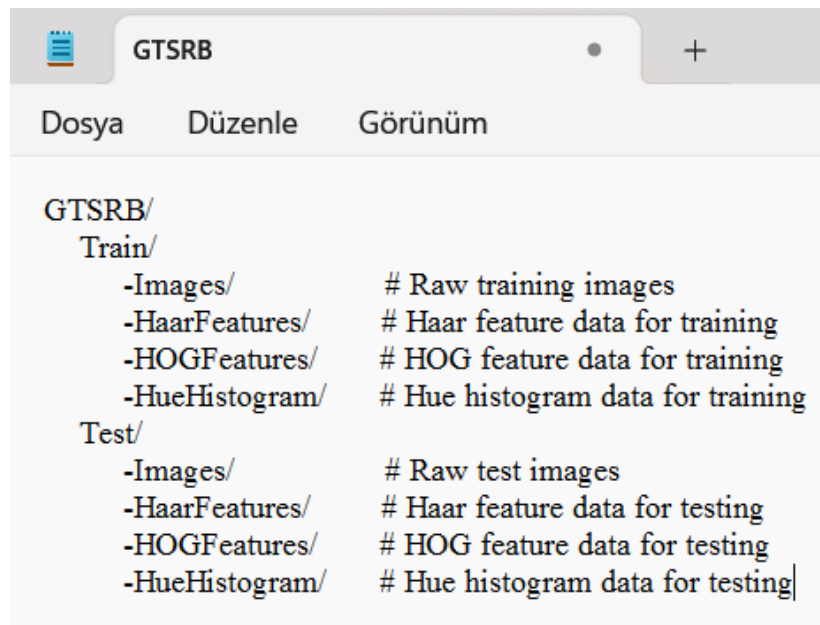 GTSRB
+
Dosya Düzenle Görünüm
GTSRB/
Train/
-Images/ # Raw training images
-HaarFeatures/ # Haar feature data for training
-HOGFeatures/ # HOG feature data for training
-HueHistogram/ # Hue histogram data for training
Test/
-Images/ # Raw test images
-HaarFeatures/ # Haar feature data for testing
-HOGFeatures/ # HOG feature data for testing
-HueHistogram/ # Hue histogram data for testing